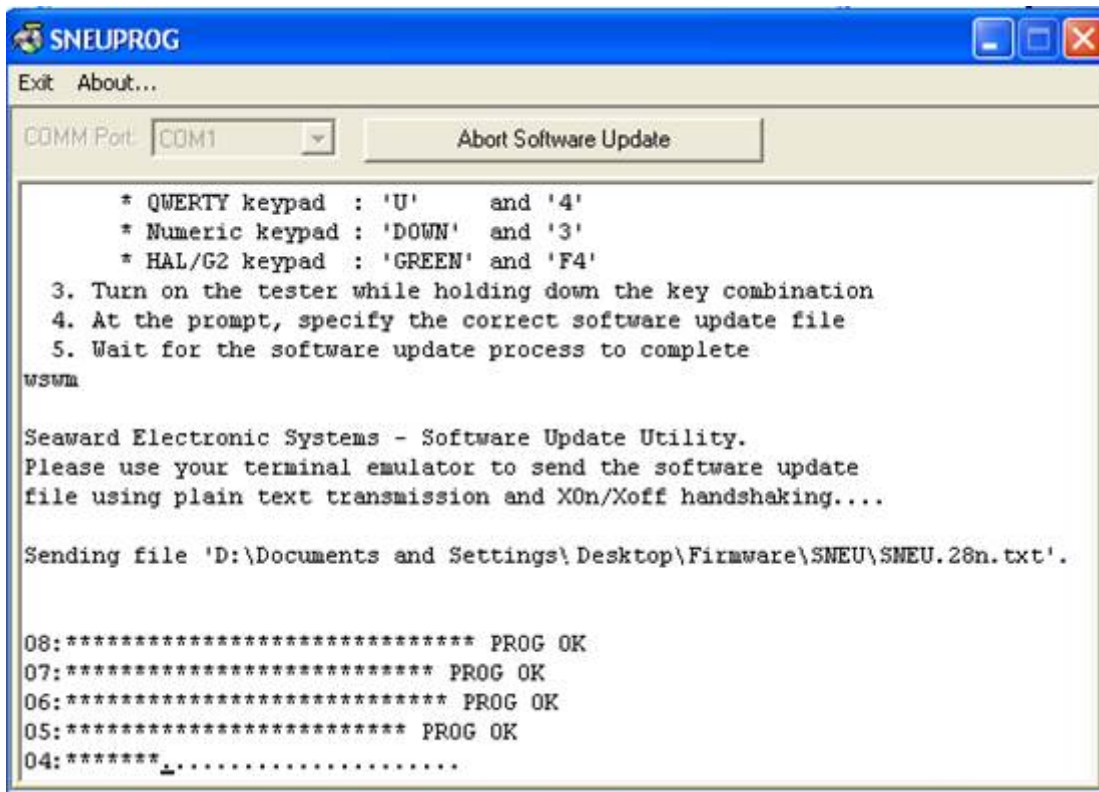 SNEUPROG
Exit About...
COMM Port: COM1 Abort Software Update
* QWERTY keypad : 'U' and '4'
* Numeric keypad : 'DOWN' and '3'
* HAL/G2 keypad : 'GREEN' and 'F4'
3. Turn on the tester while holding down the key combination
4. At the prompt, specify the correct software update file
5. Wait for the software update process to complete
wswm
Seaward Electronic Systems - Software Update Utility.
Please use your terminal emulator to send the software update
file using plain text transmission and XOn/Xoff handshaking....
Sending file 'D:\Documents and Settings\Desktop\Firmware\SNEU\SNEU.28n.txt'.
08:****************************** PROG OK
07:*************************** PROG OK
06:**************************** PROG OK
05:************************* PROG OK
04:*******......................